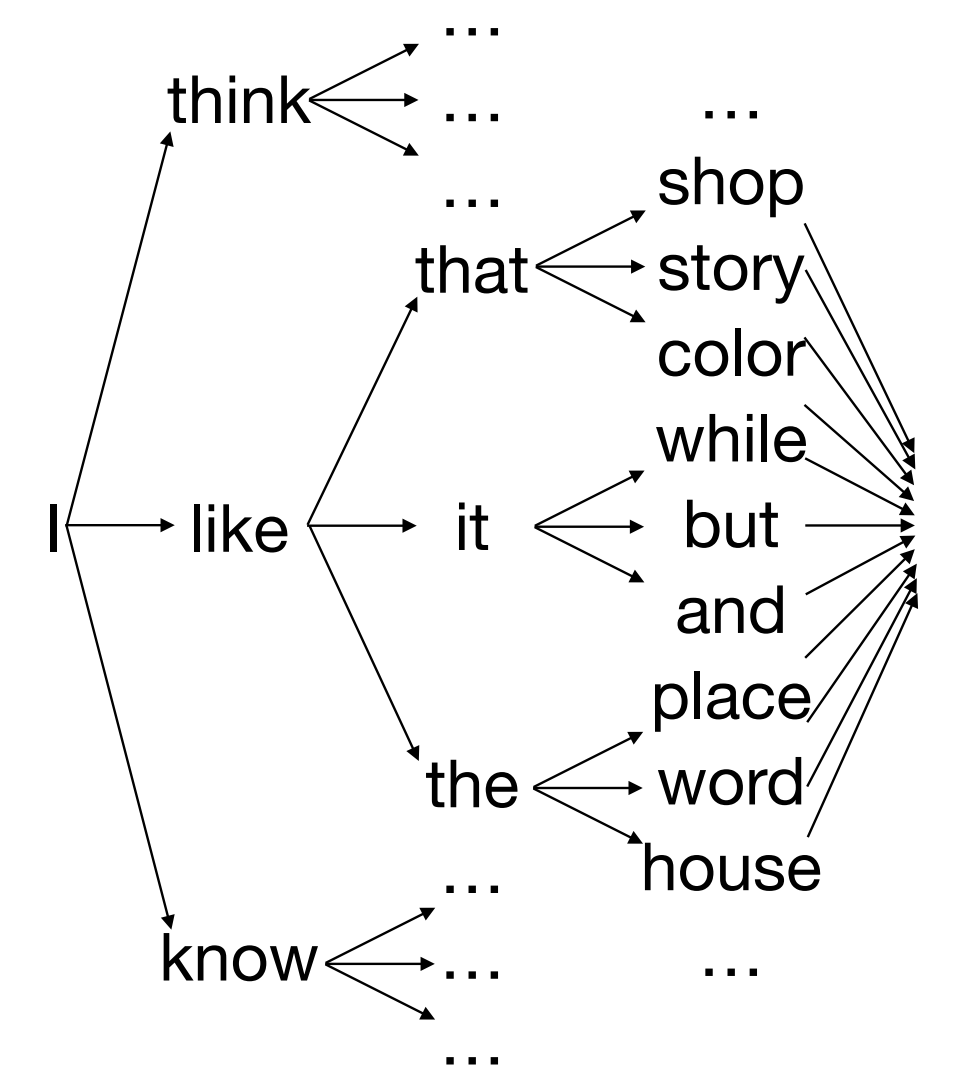 I
think
like
know
...
...
...
that
it
the
...
...
...
...
shop
story
color
while
but
and
place
word
house
...